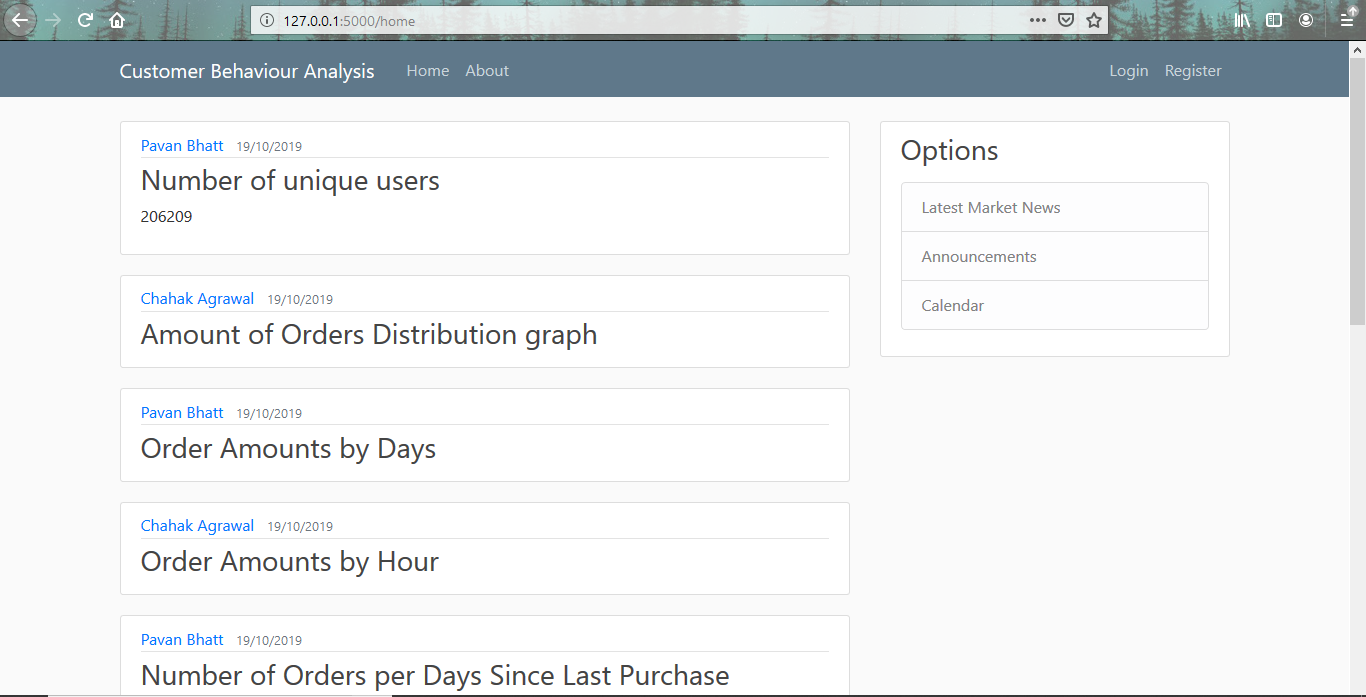 127.0.0.1:5000/home
Customer Behaviour Analysis Home About Login Register
Pavan Bhatt 19/10/2019
Number of unique users
206209
Chahak Agrawal 19/10/2019
Amount of Orders Distribution graph
Pavan Bhatt 19/10/2019
Order Amounts by Days
Chahak Agrawal 19/10/2019
Order Amounts by Hour
Pavan Bhatt 19/10/2019
Number of Orders per Days Since Last Purchase
Options
Latest Market News
Announcements
Calendar